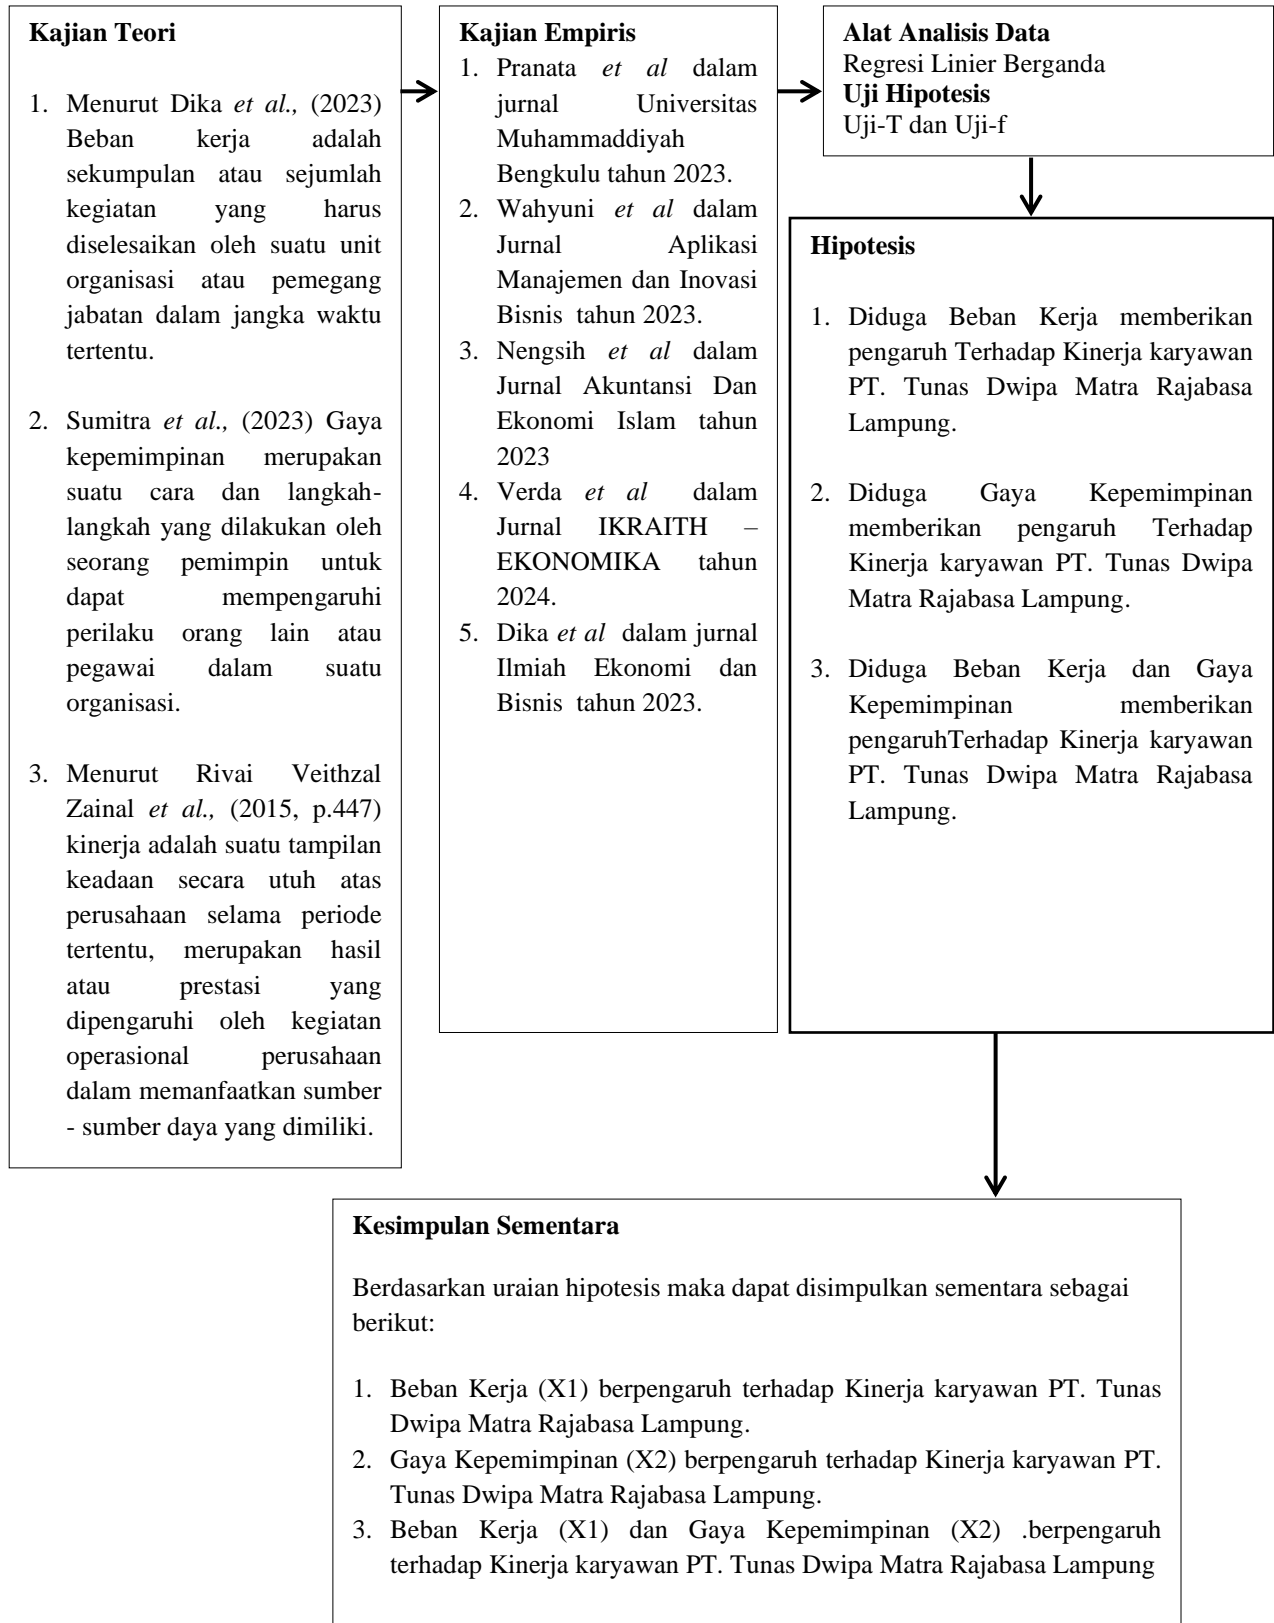 Kajian Teori
1. Menurut Dika et al., (2023)
Beban kerja adalah
sekumpulan atau sejumlah
kegiatan yang harus
diselesaikan oleh suatu unit
organisasi atau pemegang
jabatan dalam jangka waktu
tertentu.
2. Sumitra et al., (2023) Gaya
kepemimpinan merupakan
suatu cara dan langkah-
langkah yang dilakukan oleh
seorang pemimpin untuk
dapat mempengaruhi
perilaku orang lain atau
pegawai dalam suatu
organisasi.
3. Menurut Rivai Veithzal
Zainal et al., (2015, p.447)
kinerja adalah suatu tampilan
keadaan secara utuh atas
perusahaan selama periode
tertentu, merupakan hasil
atau prestasi yang
dipengaruhi oleh kegiatan
operasional perusahaan
dalam memanfaatkan sumber
- sumber daya yang dimiliki.
Kajian Empiris
1. Pranata et al dalam
jurnal Universitas
Muhammaddiyah
Bengkulu tahun 2023.
2. Wahyuni et al dalam
Jurnal Aplikasi
Manajemen dan Inovasi
Bisnis tahun 2023.
3. Nengsih et al dalam
Jurnal Akuntansi Dan
Ekonomi Islam tahun
2023
4. Verda et al dalam
Jurnal IKRAITH –
EKONOMIKA tahun
2024.
5. Dika et al dalam jurnal
Ilmiah Ekonomi dan
Bisnis tahun 2023.
Alat Analisis Data
Regresi Linier Berganda
Uji Hipotesis
Uji-T dan Uji-f
Hipotesis
1. Diduga Beban Kerja memberikan
pengaruh Terhadap Kinerja karyawan
PT. Tunas Dwipa Matra Rajabasa
Lampung.
2. Diduga Gaya Kepemimpinan
memberikan pengaruh Terhadap
Kinerja karyawan PT. Tunas Dwipa
Matra Rajabasa Lampung.
3. Diduga Beban Kerja dan Gaya
Kepemimpinan memberikan
pengaruhTerhadap Kinerja karyawan
PT. Tunas Dwipa Matra Rajabasa
Lampung.
Kesimpulan Sementara
Berdasarkan uraian hipotesis maka dapat disimpulkan sementara sebagai
berikut:
1. Beban Kerja (X1) berpengaruh terhadap Kinerja karyawan PT. Tunas
Dwipa Matra Rajabasa Lampung.
2. Gaya Kepemimpinan (X2) berpengaruh terhadap Kinerja karyawan PT.
Tunas Dwipa Matra Rajabasa Lampung.
3. Beban Kerja (X1) dan Gaya Kepemimpinan (X2) .berpengaruh
terhadap Kinerja karyawan PT. Tunas Dwipa Matra Rajabasa Lampung